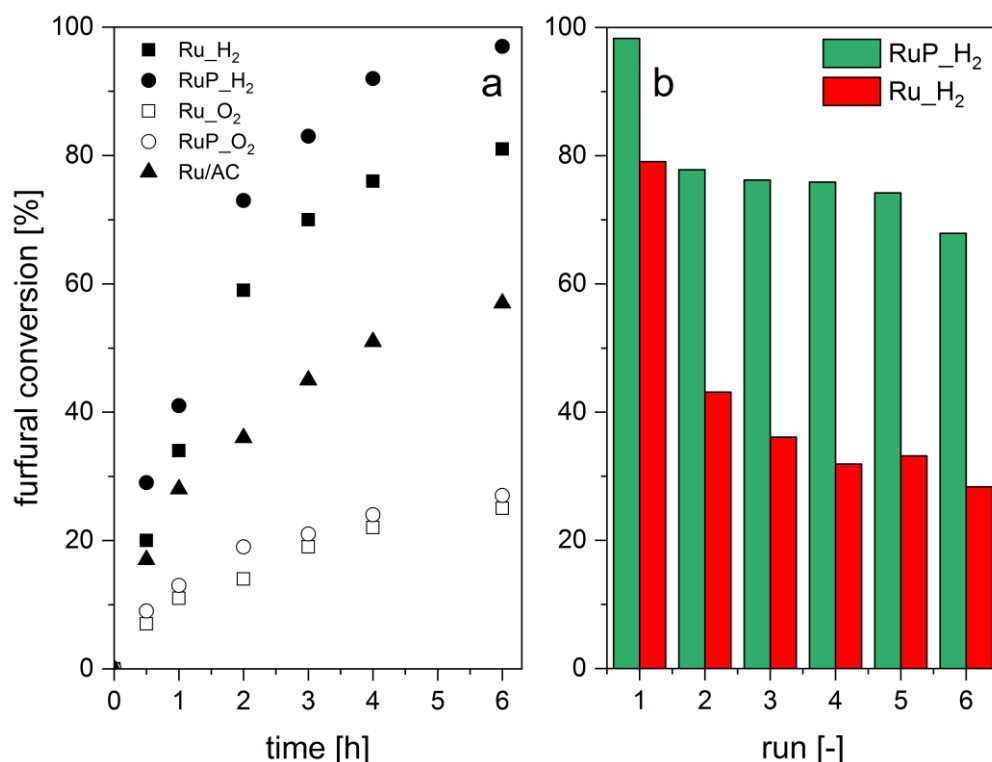 furfural conversion [%]
100
80
60
40
20
0
Ru_H₂
RuP_H₂
Ru_O₂
RuP_O₂
Ru/AC
a
0 1 2 3 4 5 6
time [h]
b
RuP_H₂
Ru_H₂
100
80
60
40
20
0
1 2 3 4 5 6
run [-]